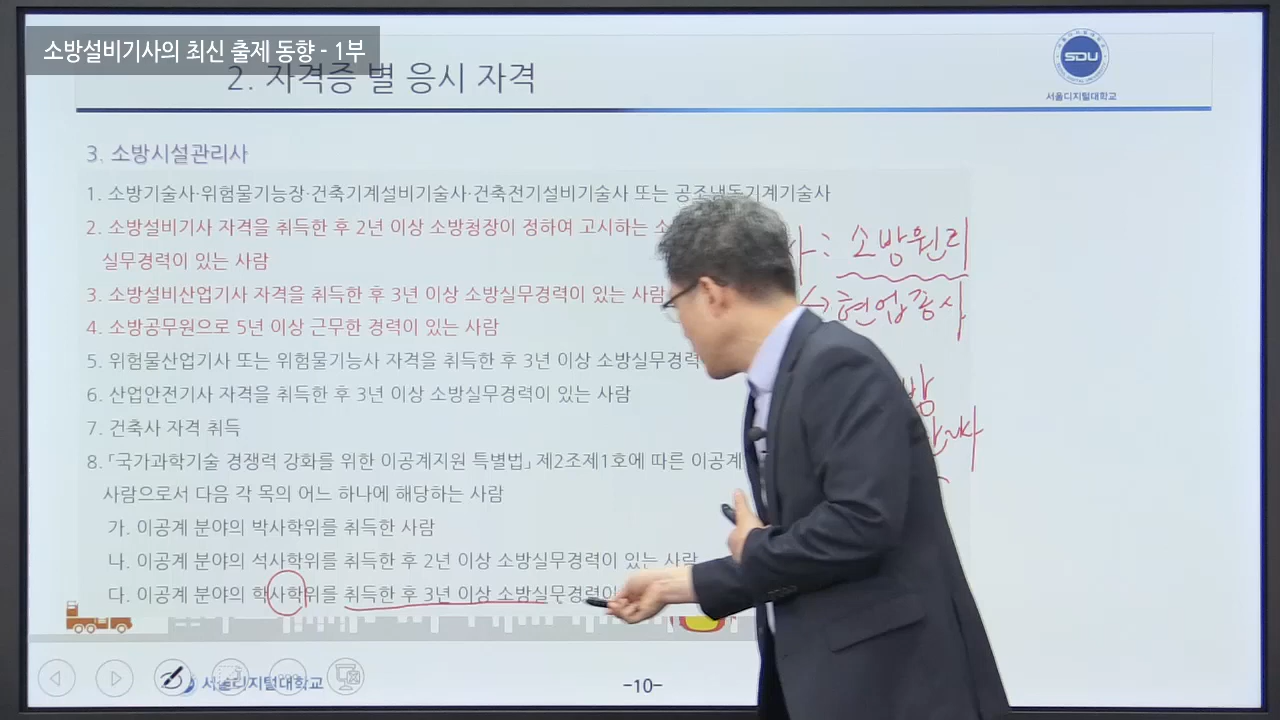 소방설비기사의 최신 출제 동향 - 1부
2. 자격증 별 응시 자격
SDU
서울디지털대학교
3. 소방시설관리사
1. 소방기술사·위험물기능장·건축기계설비기술사·건축전기설비기술사 또는 공조냉동기계기술사
2. 소방설비기사 자격을 취득한 후 2년 이상 소방청장이 정하여 고시하는
실무경력이 있는 사람
3. 소방설비산업기사 자격을 취득한 후 3년 이상 소방실무경력이 있는 사람
4. 소방공무원으로 5년 이상 근무한 경력이 있는 사람
5. 위험물산업기사 또는 위험물기능사 자격을 취득한 후 3년 이상 소방실무경력
6. 산업안전기사 자격을 취득한 후 3년 이상 소방실무경력이 있는 사람
7. 건축사 자격 취득
8. 「국가과학기술 경쟁력 강화를 위한 이공계지원 특별법」 제2조제1호에 따른 이공계
사람으로서 다음 각 목의 어느 하나에 해당하는 사람
가. 이공계 분야의 박사학위를 취득한 사람
나. 이공계 분야의 석사학위를 취득한 후 2년 이상 소방실무경력이 있는 사람
다. 이공계 분야의 학사학위를 취득한 후 3년 이상 소방실무경력이
사 : 소방원리
↳ 현업종사
방
서울디지털대학교
-10-